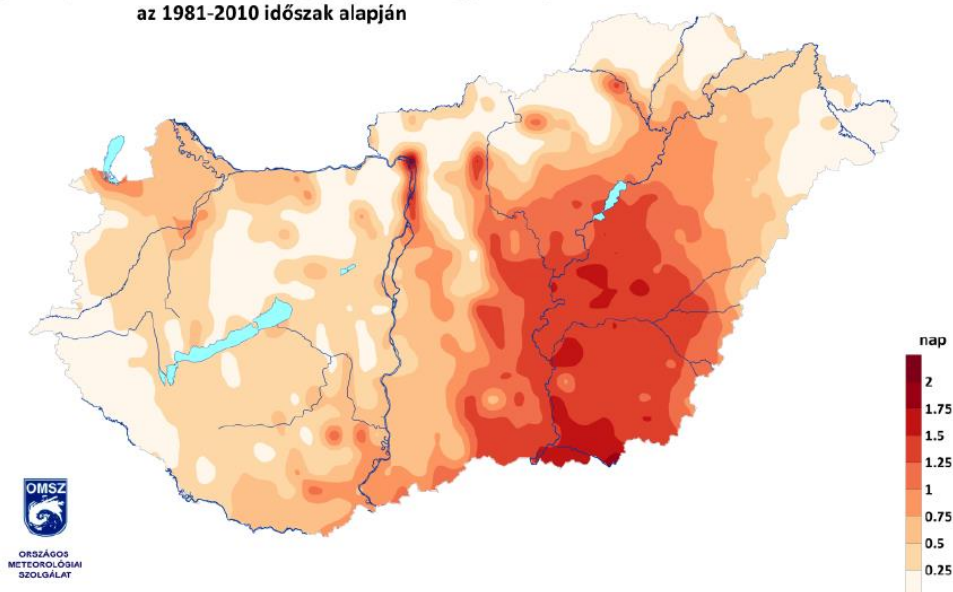 az 1981-2010 időszak alapján
nap
2
1.75
1.5
1.25
1
0.75
0.5
0.25
OMSZ
ORSZÁGOS
METEOROLÓGIAI
SZOLGÁLAT